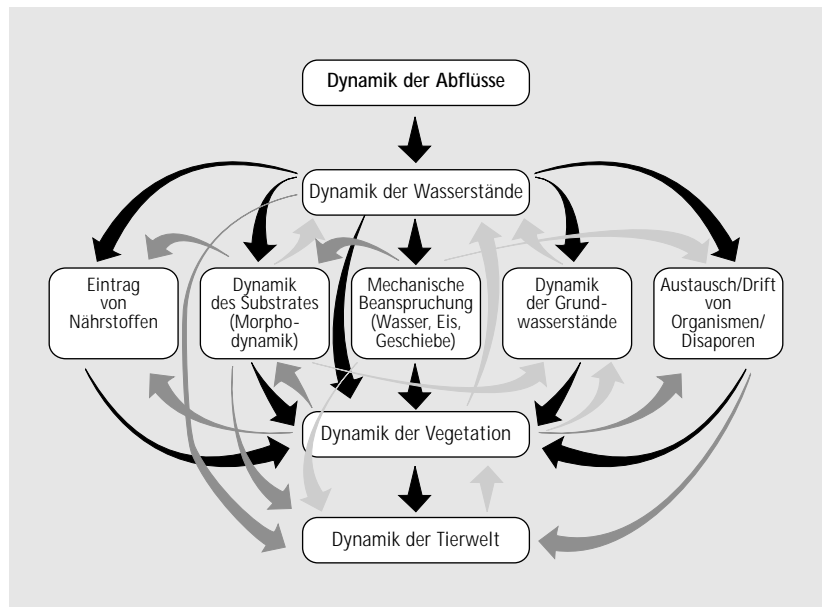 Dynamik der Abflüsse
Dynamik der Wasserstände
Eintrag
von
Nährstoffen
Dynamik
des Substrates
(Morpho-
dynamik)
Mechanische
Beanspruchung
(Wasser, Eis,
Geschiebe)
Dynamik
der Grund-
wasserstände
Austausch/Drift
von
Organismen/
Disaporen
Dynamik der Vegetation
Dynamik der Tierwelt